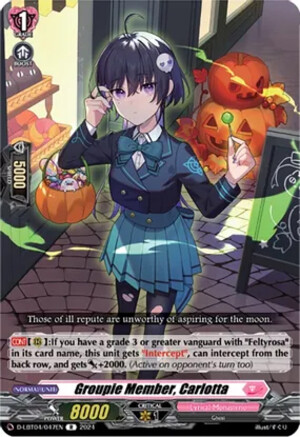 1
GRADE
BOOST
5000
SHIELD
Those of ill repute are unworthy of aspiring for the moon.
CONT【】:If you have a grade 3 or greater vanguard with "Feltyrosa"
in its card name, this unit gets "Intercept", can intercept from the
back row, and gets +2000. (Active on opponent's turn too)
NORMAL UNIT
Grouple Member, Carlotta
D-LBT04/047EN R 2021
POWER
8000
CRITICAL
Lyrical Monasterio
Ghost